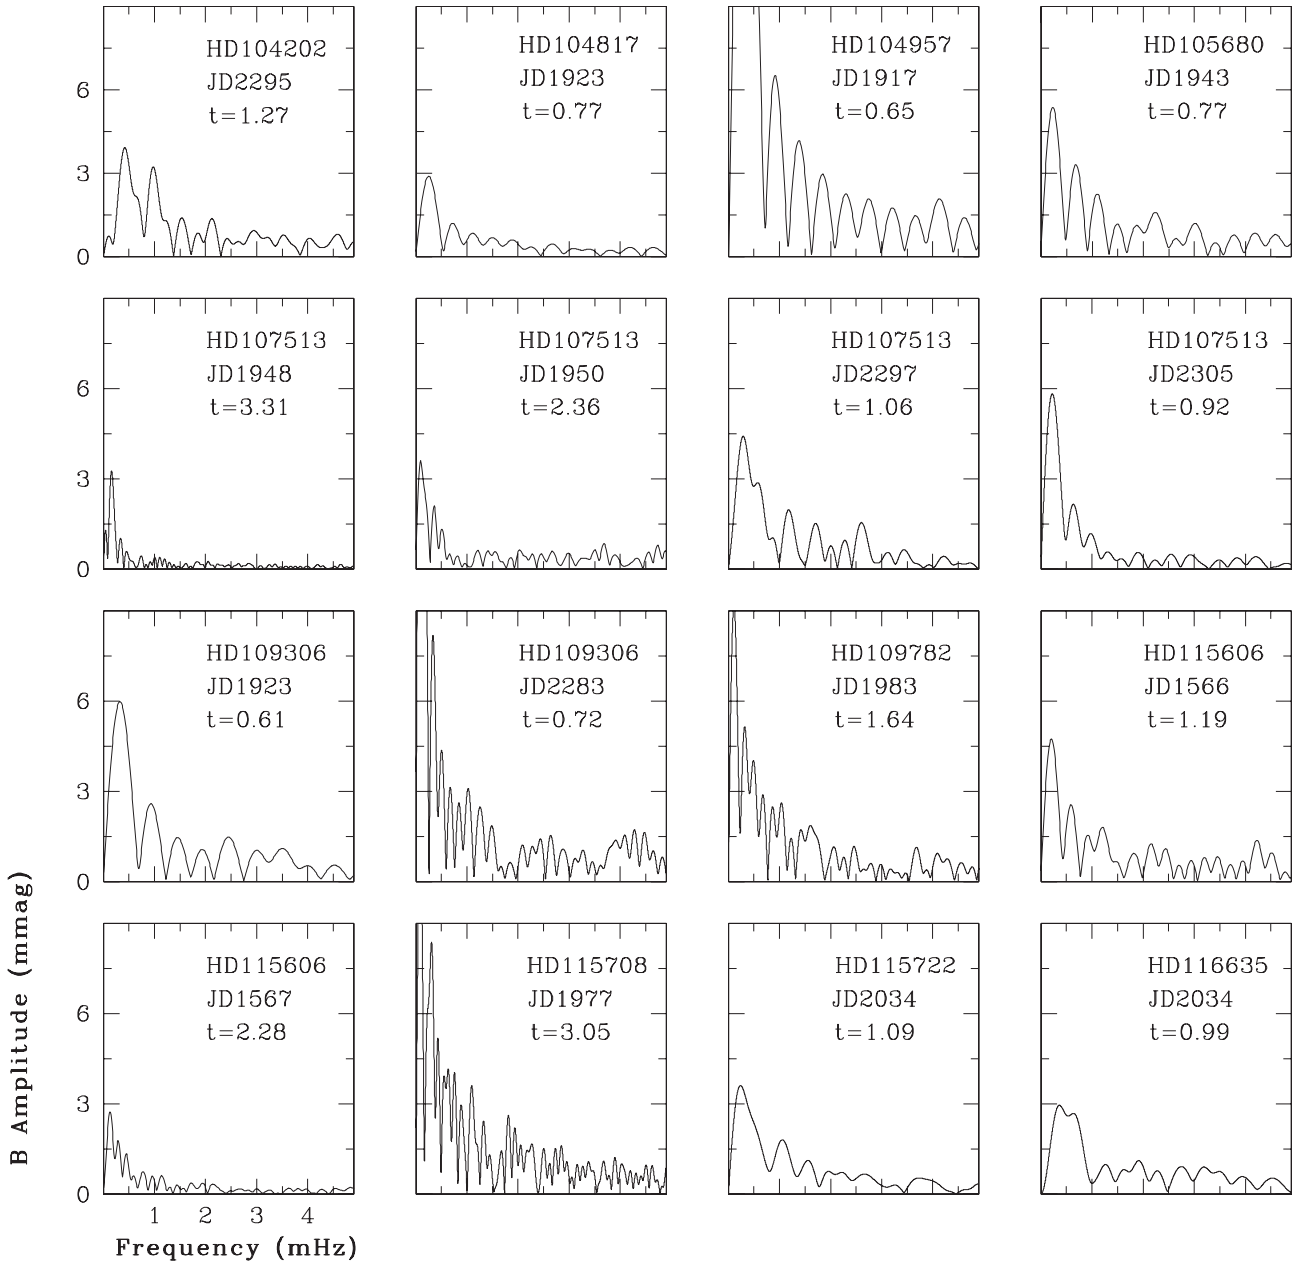 HD104202
JD2295
t=1.27
HD104817
JD1923
t=0.77
HD104957
JD1917
t=0.65
HD105680
JD1943
t=0.77
6
3
0
HD107513
JD1948
t=3.31
HD107513
JD1950
t=2.36
HD107513
JD2297
t=1.06
HD107513
JD2305
t=0.92
6
3
0
HD109306
JD1923
t=0.61
HD109306
JD2283
t=0.72
HD109782
JD1983
t=1.64
HD115606
JD1566
t=1.19
6
3
0
HD115606
JD1567
t=2.28
HD115708
JD1977
t=3.05
HD115722
JD2034
t=1.09
HD116635
JD2034
t=0.99
6
3
0
1 2 3 4
Frequency (mHz)
B Amplitude (mmag)